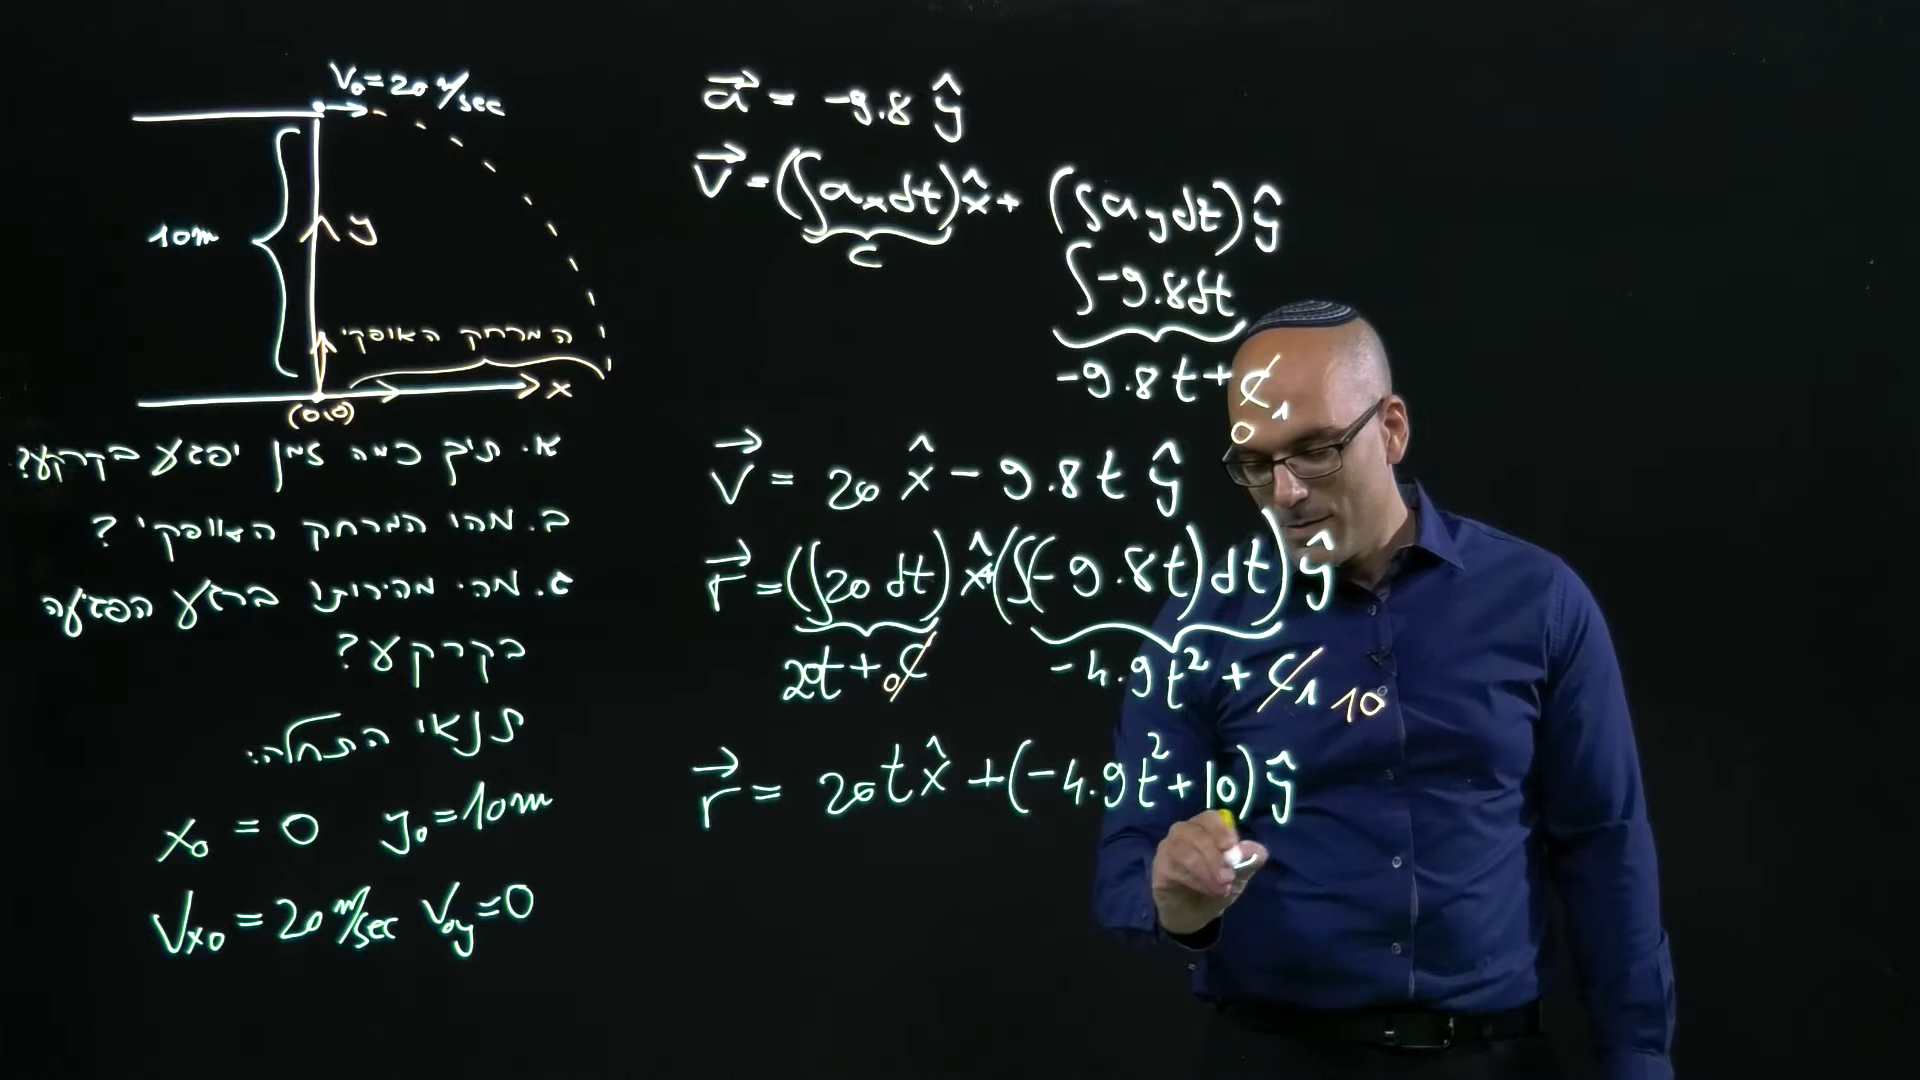 V₀=20 m/sec
10m
y
המרחק האופקי
x
(0,0)
א. תוך כמה זמן יפגע בקרקע?
ב. מהו המרחק האופקי?
ג. מהי מהירותו ברגע הפגיעה
בקרקע?
תנאי התחלה:
x₀ = 0 y₀=10m
Vx₀ = 20 m/sec V₀y=0
a⃗ = -9.8 ŷ
v⃗ = (∫aₓdt)x̂ + (∫a_y dt)ŷ
c
∫-9.8dt
-9.8t+C₁
0
v⃗ = 20 x̂ - 9.8t ŷ
r⃗ = (∫20 dt) x̂+(∫(-9.8t)dt) ŷ
20t + C 0 -4.9t² + C₁ 10
r⃗ = 20t x̂ + (-4.9t²+10) ŷ